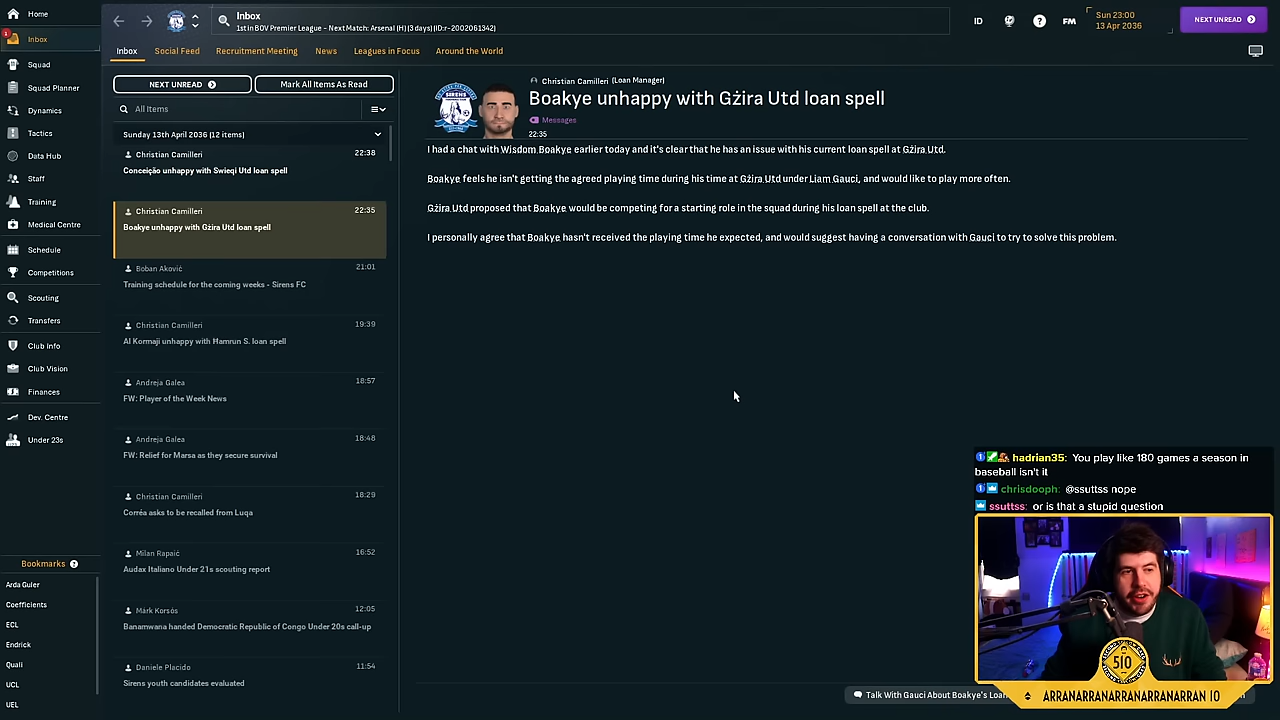 Home
Inbox
1
Squad
Squad Planner
Dynamics
Tactics
Data Hub
Staff
Training
Medical Centre
Schedule
Competitions
Scouting
Transfers
Club Info
Club Vision
Finances
Dev. Centre
Under 23s
Bookmarks ?
Arda Guler
Coefficients
ECL
Endrick
Quali
UCL
UEL
Inbox
1st in BOV Premier League - Next Match: Arsenal (H) (3 days) (ID:r-2002061342)
ID
?
FM
Sun 23:00
13 Apr 2036
NEXT UNREAD
Inbox
Social Feed
Recruitment Meeting
News
Leagues in Focus
Around the World
NEXT UNREAD
Mark All Items As Read
All Items
Sunday 13th April 2036 (12 items)
Christian Camilleri 22:38
Conceição unhappy with Swieqi Utd loan spell
Christian Camilleri 22:35
Boakye unhappy with Gżira Utd loan spell
Boban Aković 21:01
Training schedule for the coming weeks - Sirens FC
Christian Camilleri 19:39
Al Kormaji unhappy with Hamrun S. loan spell
Andreja Galea 18:57
FW: Player of the Week News
Andreja Galea 18:48
FW: Relief for Marsa as they secure survival
Christian Camilleri 18:29
Corrêa asks to be recalled from Luqa
Milan Rapaić 16:52
Audax Italiano Under 21s scouting report
Márk Korsós 12:05
Banamwana handed Democratic Republic of Congo Under 20s call-up
Daniele Placido 11:54
Sirens youth candidates evaluated
SIRENS
Christian Camilleri (Loan Manager)
Boakye unhappy with Gżira Utd loan spell
Messages
22:35
I had a chat with Wisdom Boakye earlier today and it's clear that he has an issue with his current loan spell at Gżira Utd.
Boakye feels he isn't getting the agreed playing time during his time at Gżira Utd under Liam Gauci, and would like to play more often.
Gżira Utd proposed that Boakye would be competing for a starting role in the squad during his loan spell at the club.
I personally agree that Boakye hasn't received the playing time he expected, and would suggest having a conversation with Gauci to try to solve this problem.
hadrian35: You play like 180 games a season in
baseball isn't it
chrisdooph: @ssuttss nope
ssuttss: or is that a stupid question
Talk With Gauci About Boakye's Loan
510
ARRANARRANARRANARRANARRAN IO